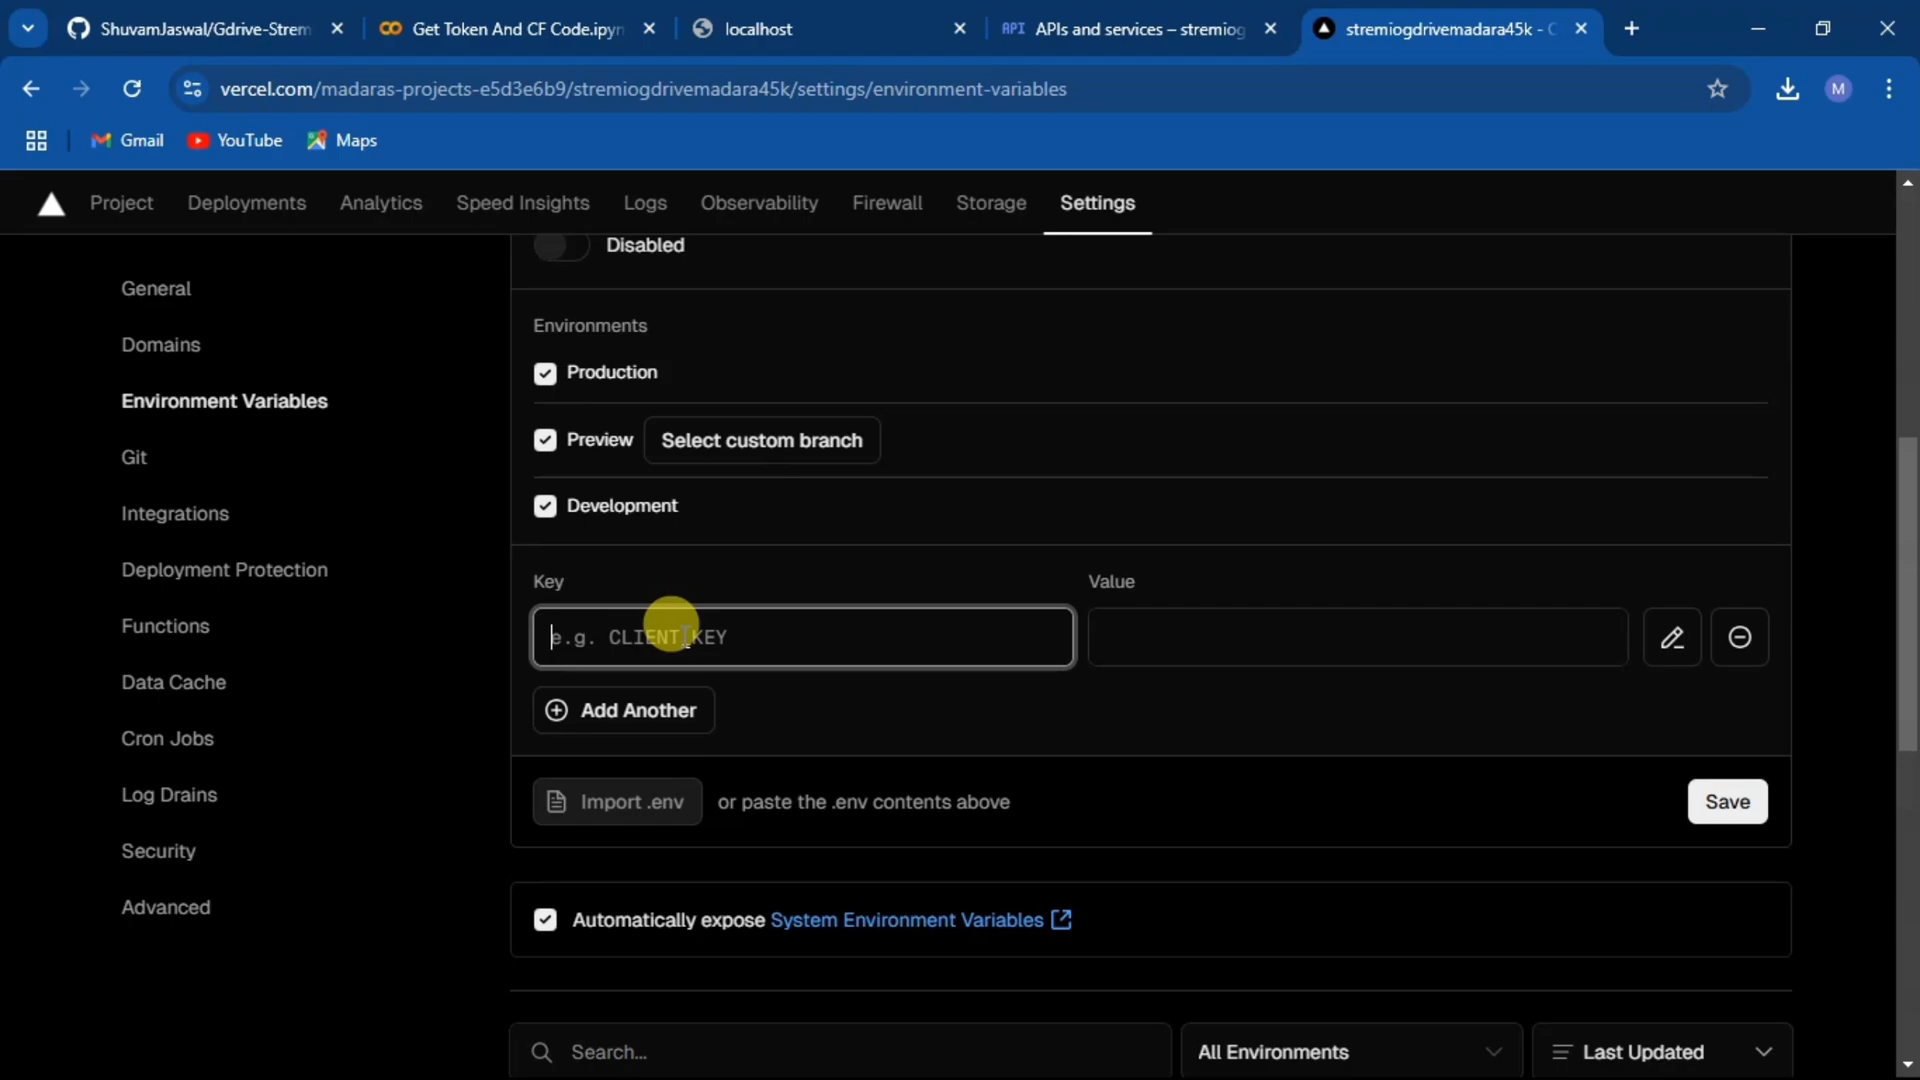 ShuvamJaswal/Gdrive-Strem
Get Token And CF Code.ipyn
localhost
API APIs and services – stremiog
stremiogdrivemadara45k - C
vercel.com/madaras-projects-e5d3e6b9/stremiogdrivemadara45k/settings/environment-variables
M
Gmail
YouTube
Maps
Project
Deployments
Analytics
Speed Insights
Logs
Observability
Firewall
Storage
Settings
General
Domains
Environment Variables
Git
Integrations
Deployment Protection
Functions
Data Cache
Cron Jobs
Log Drains
Security
Advanced
Disabled
Environments
Production
Preview
Select custom branch
Development
Key
Value
e.g. CLIENT_KEY
Add Another
Import .env
or paste the .env contents above
Save
Automatically expose System Environment Variables
Search...
All Environments
Last Updated